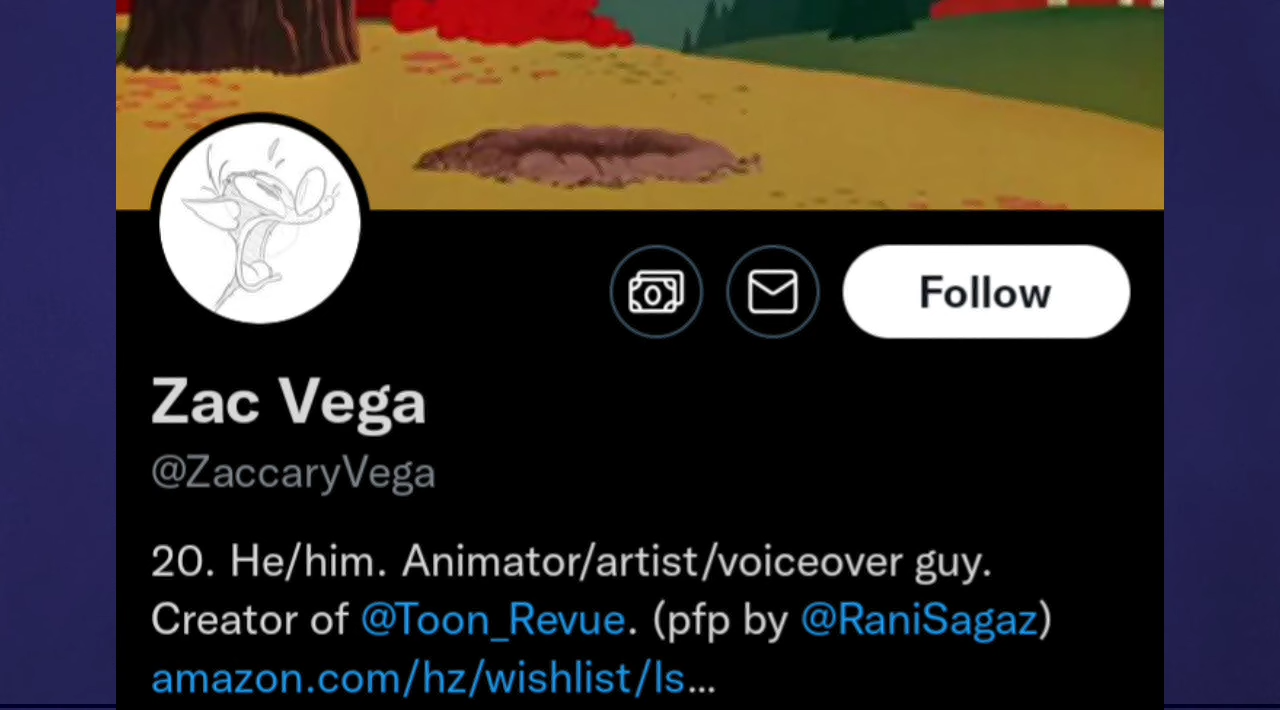 Follow
Zac Vega
@ZaccaryVega
20. He/him. Animator/artist/voiceover guy.
Creator of @Toon_Revue. (pfp by @RaniSagaz)
amazon.com/hz/wishlist/ls...